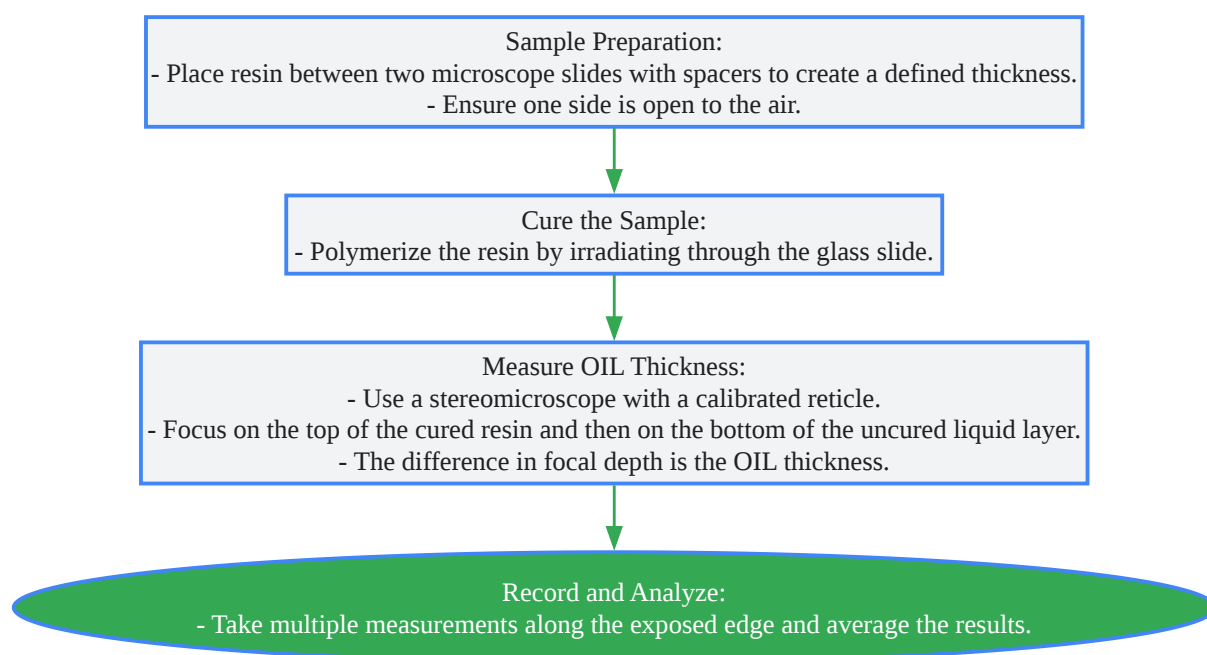 Sample Preparation:
- Place resin between two microscope slides with spacers to create a defined thickness.
- Ensure one side is open to the air.
Cure the Sample:
- Polymerize the resin by irradiating through the glass slide.
Measure OIL Thickness:
- Use a stereomicroscope with a calibrated reticle.
- Focus on the top of the cured resin and then on the bottom of the uncured liquid layer.
- The difference in focal depth is the OIL thickness.
Record and Analyze:
- Take multiple measurements along the exposed edge and average the results.